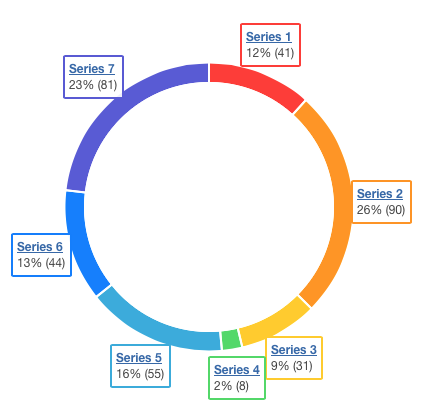 Series 1
12% (41)
Series 2
26% (90)
Series 3
9% (31)
Series 4
2% (8)
Series 5
16% (55)
Series 6
13% (44)
Series 7
23% (81)